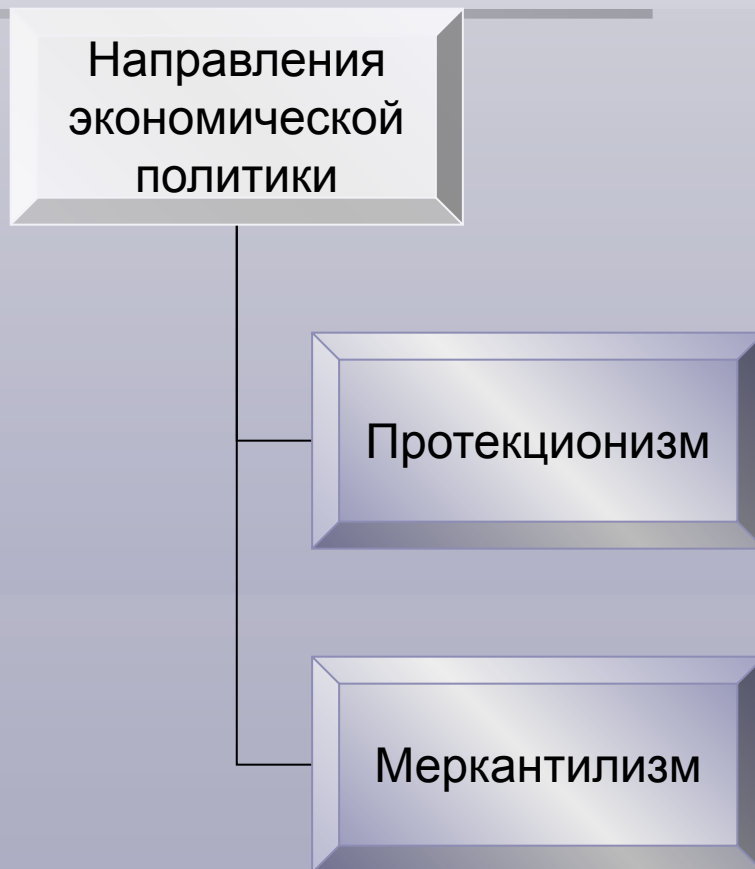 Направления
экономической
политики
Протекционизм
Меркантилизм